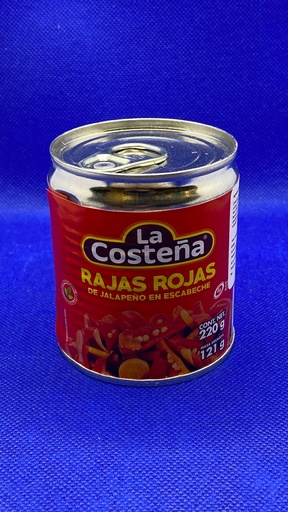 La
Costeña
RAJAS ROJAS
DE JALAPEÑO EN ESCABECHE
CONT. NET.
220 g
121 g